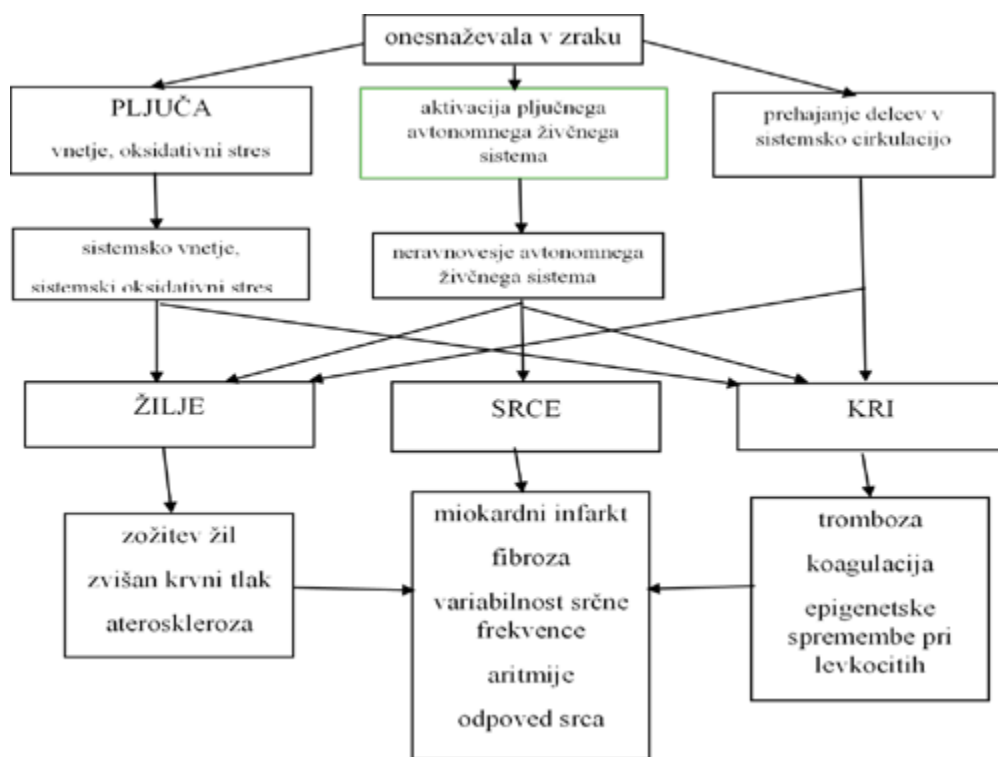 onesnaževala v zraku
PLJUČA
vnetje, oksidativni stres
aktivacija pljučnega
avtonomnega živčnega
sistema
prehajanje delcev v
sistemsko cirkulacijo
sistemsko vnetje,
sistemski oksidativni stres
neravnovesje avtonomnega
živčnega sistema
ŽILJE
SRCE
KRI
zožitev žil
zvišan krvni tlak
ateroskleroza
miokardni infarkt
fibroza
variabilnost srčne
frekvence
aritmije
odpoved srca
tromboza
koagulacija
epigenetske
spremembe pri
levkocitih